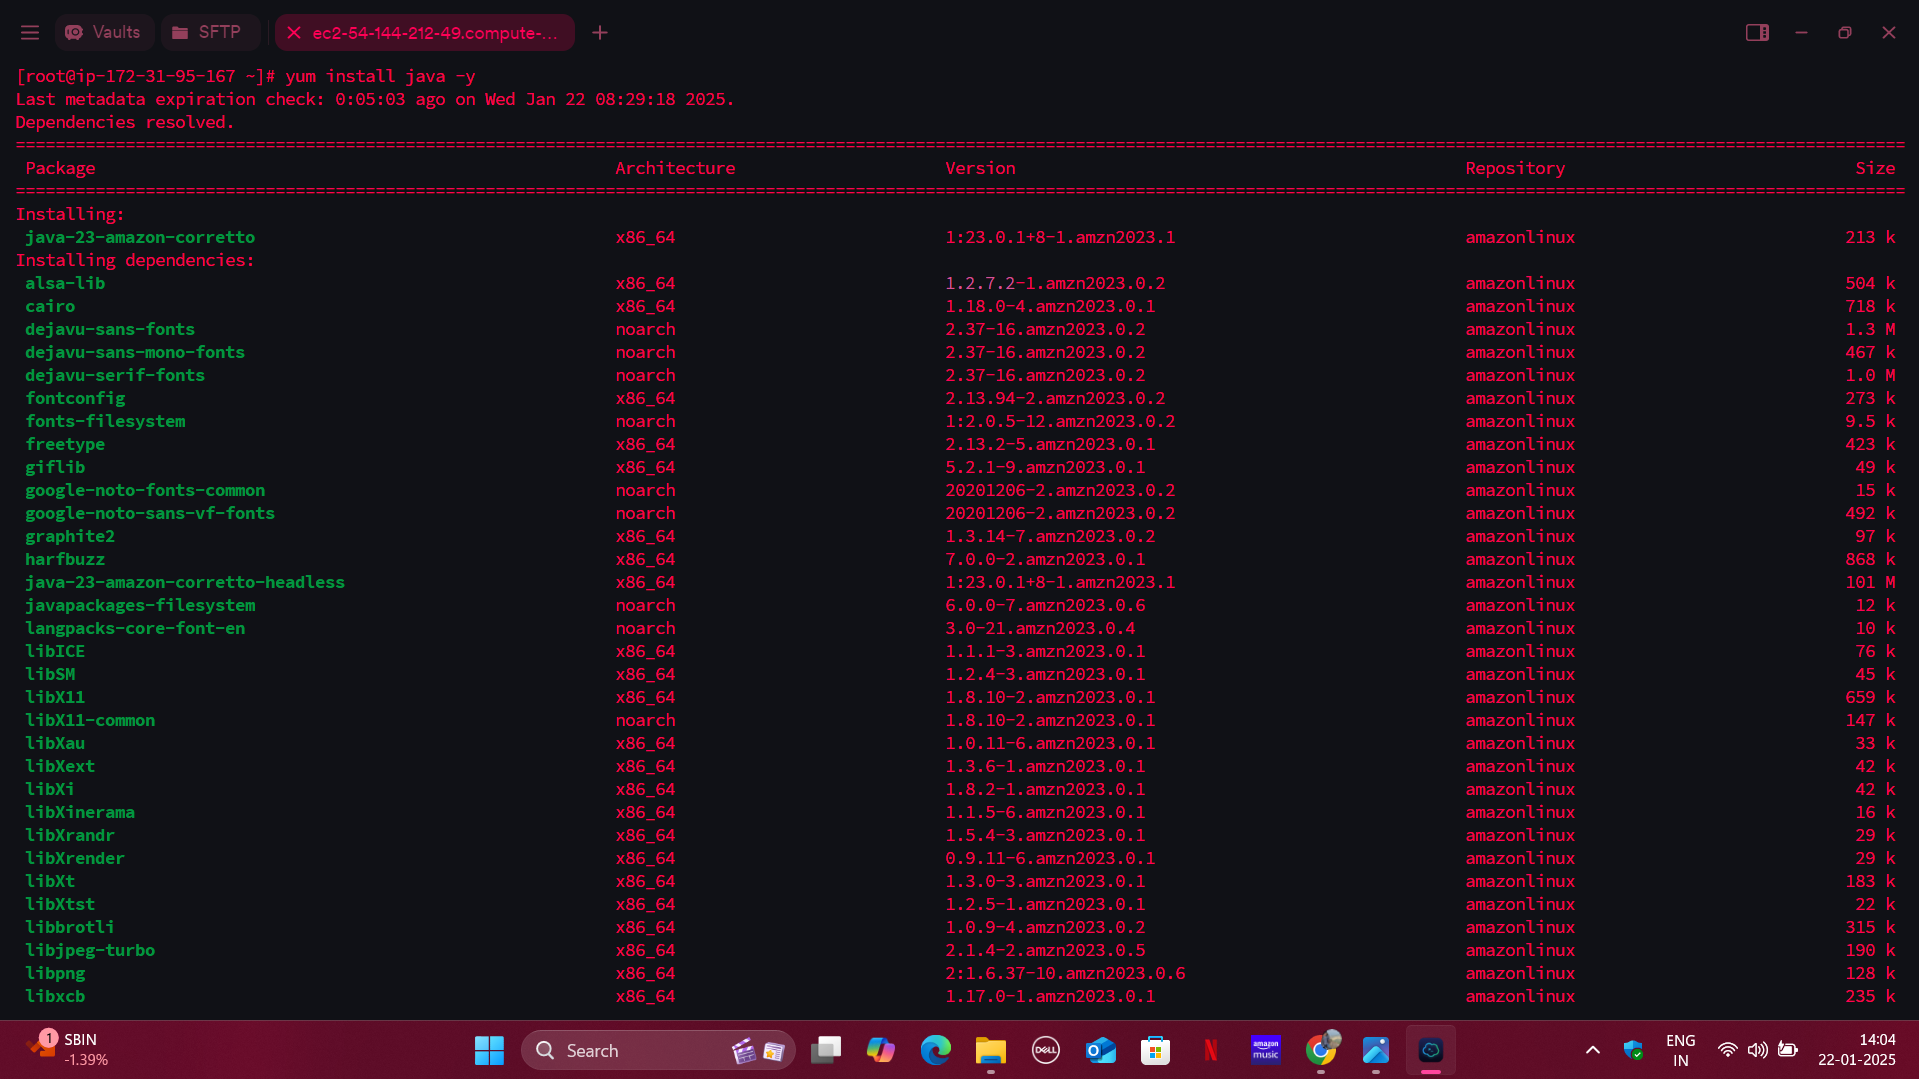 Vaults SFTP ec2-54-144-212-49.compute-...
[root@ip-172-31-95-167 ~]# yum install java -y
Last metadata expiration check: 0:05:03 ago on Wed Jan 22 08:29:18 2025.
Dependencies resolved.
================================================================================
Package Architecture Version Repository Size
================================================================================
Installing:
java-23-amazon-corretto x86_64 1:23.0.1+8-1.amzn2023.1 amazonlinux 213 k
Installing dependencies:
alsa-lib x86_64 1.2.7.2-1.amzn2023.0.2 amazonlinux 504 k
cairo x86_64 1.18.0-4.amzn2023.0.1 amazonlinux 718 k
dejavu-sans-fonts noarch 2.37-16.amzn2023.0.2 amazonlinux 1.3 M
dejavu-sans-mono-fonts noarch 2.37-16.amzn2023.0.2 amazonlinux 467 k
dejavu-serif-fonts noarch 2.37-16.amzn2023.0.2 amazonlinux 1.0 M
fontconfig x86_64 2.13.94-2.amzn2023.0.2 amazonlinux 273 k
fonts-filesystem noarch 1:2.0.5-12.amzn2023.0.2 amazonlinux 9.5 k
freetype x86_64 2.13.2-5.amzn2023.0.1 amazonlinux 423 k
giflib x86_64 5.2.1-9.amzn2023.0.1 amazonlinux 49 k
google-noto-fonts-common noarch 20201206-2.amzn2023.0.2 amazonlinux 15 k
google-noto-sans-vf-fonts noarch 20201206-2.amzn2023.0.2 amazonlinux 492 k
graphite2 x86_64 1.3.14-7.amzn2023.0.2 amazonlinux 97 k
harfbuzz x86_64 7.0.0-2.amzn2023.0.1 amazonlinux 868 k
java-23-amazon-corretto-headless x86_64 1:23.0.1+8-1.amzn2023.1 amazonlinux 101 M
javapackages-filesystem noarch 6.0.0-7.amzn2023.0.6 amazonlinux 12 k
langpacks-core-font-en noarch 3.0-21.amzn2023.0.4 amazonlinux 10 k
libICE x86_64 1.1.1-3.amzn2023.0.1 amazonlinux 76 k
libSM x86_64 1.2.4-3.amzn2023.0.1 amazonlinux 45 k
libX11 x86_64 1.8.10-2.amzn2023.0.1 amazonlinux 659 k
libX11-common noarch 1.8.10-2.amzn2023.0.1 amazonlinux 147 k
libXau x86_64 1.0.11-6.amzn2023.0.1 amazonlinux 33 k
libXext x86_64 1.3.6-1.amzn2023.0.1 amazonlinux 42 k
libXi x86_64 1.8.2-1.amzn2023.0.1 amazonlinux 42 k
libXinerama x86_64 1.1.5-6.amzn2023.0.1 amazonlinux 16 k
libXrandr x86_64 1.5.4-3.amzn2023.0.1 amazonlinux 29 k
libXrender x86_64 0.9.11-6.amzn2023.0.1 amazonlinux 29 k
libXt x86_64 1.3.0-3.amzn2023.0.1 amazonlinux 183 k
libXtst x86_64 1.2.5-1.amzn2023.0.1 amazonlinux 22 k
libbrotli x86_64 1.0.9-4.amzn2023.0.2 amazonlinux 315 k
libjpeg-turbo x86_64 2.1.4-2.amzn2023.0.5 amazonlinux 190 k
libpng x86_64 2:1.6.37-10.amzn2023.0.6 amazonlinux 128 k
libxcb x86_64 1.17.0-1.amzn2023.0.1 amazonlinux 235 k
1 SBIN
-1.39%
Search
DELL
amazon music
ENG
IN
14:04
22-01-2025